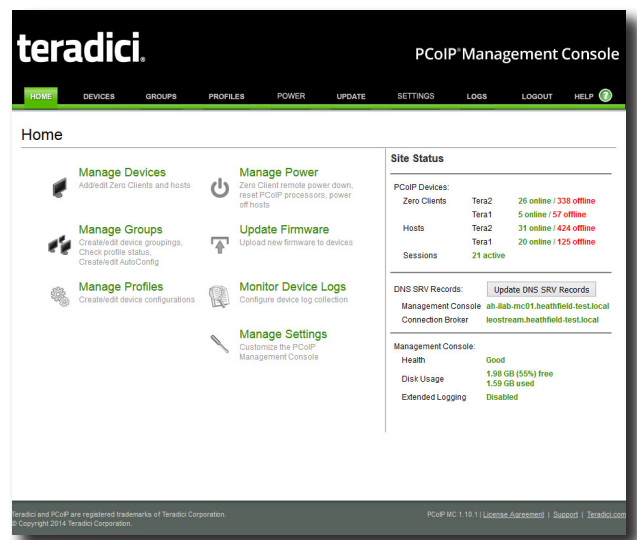 teradici.
PCoIP® Management Console
HOME DEVICES GROUPS PROFILES POWER UPDATE SETTINGS LOGS LOGOUT HELP ?
Home
Manage Devices
Add/edit Zero Clients and hosts
Manage Power
Zero Client remote power down,
reset PCoIP processors, power
off hosts
Manage Groups
Create/edit device groupings,
Check profile status,
Create/edit AutoConfig
Update Firmware
Upload new firmware to devices
Manage Profiles
Create/edit device configurations
Monitor Device Logs
Configure device log collection
Manage Settings
Customize the PCoIP
Management Console
Site Status
PCoIP Devices:
Zero Clients Tera2 26 online / 338 offline
Tera1 5 online / 57 offline
Hosts Tera2 31 online / 424 offline
Tera1 20 online / 125 offline
Sessions 21 active
DNS SRV Records: Update DNS SRV Records
Management Console ah-ilab-mc01.heathfield-test.local
Connection Broker leostream.heathfield-test.local
Management Console:
Health Good
Disk Usage 1.98 GB (55%) free
1.59 GB used
Extended Logging Disabled
Teradici and PCoIP are registered trademarks of Teradici Corporation.
© Copyright 2014 Teradici Corporation.
PCoIP MC 1.10.1 | License Agreement | Support | Teradici.com